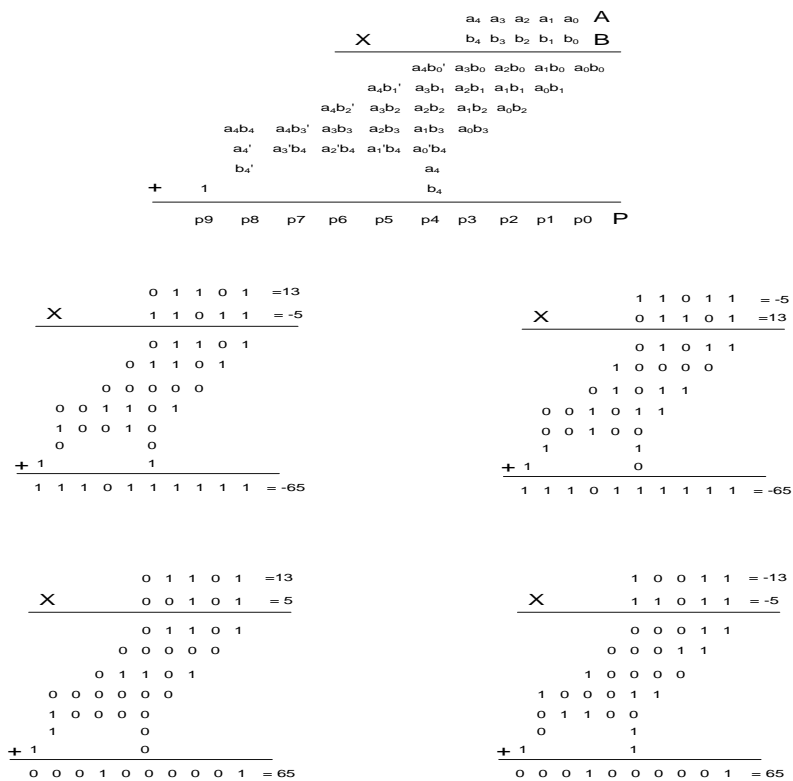 a₄ a₃ a₂ a₁ a₀ A
X b₄ b₃ b₂ b₁ b₀ B
a₄b₀' a₃b₀ a₂b₀ a₁b₀ a₀b₀
a₄b₁' a₃b₁ a₂b₁ a₁b₁ a₀b₁
a₄b₂' a₃b₂ a₂b₂ a₁b₂ a₀b₂
a₄b₄ a₄b₃' a₃b₃ a₂b₃ a₁b₃ a₀b₃
a₄' a₃'b₄ a₂'b₄ a₁'b₄ a₀'b₄ a₄
b₄' b₄
+ 1
p9 p8 p7 p6 p5 p4 p3 p2 p1 p0 P
0 1 1 0 1 =13
X 1 1 0 1 1 = -5
0 1 1 0 1
0 1 1 0 1
0 0 0 0 0
0 0 1 1 0 1
1 0 0 1 0
0 0
+ 1 1
1 1 1 0 1 1 1 1 1 1 = -65
1 1 0 1 1 = -5
X 0 1 1 0 1 =13
0 1 0 1 1
1 0 0 0 0
0 1 0 1 1
0 0 1 0 1 1
0 0 1 0 0
1 1
+ 1 0
1 1 1 0 1 1 1 1 1 1 = -65
0 1 1 0 1 =13
X 0 0 1 0 1 = 5
0 1 1 0 1
0 0 0 0 0
0 1 1 0 1
0 0 0 0 0 0
1 0 0 0 0
1 0
+ 1 0
0 0 0 1 0 0 0 0 0 1 = 65
1 0 0 1 1 = -13
X 1 1 0 1 1 = -5
0 0 0 1 1
0 0 0 1 1
1 0 0 0 0
1 0 0 0 1 1
0 1 1 0 0
0 1
+ 1 1
0 0 0 1 0 0 0 0 0 1 = 65